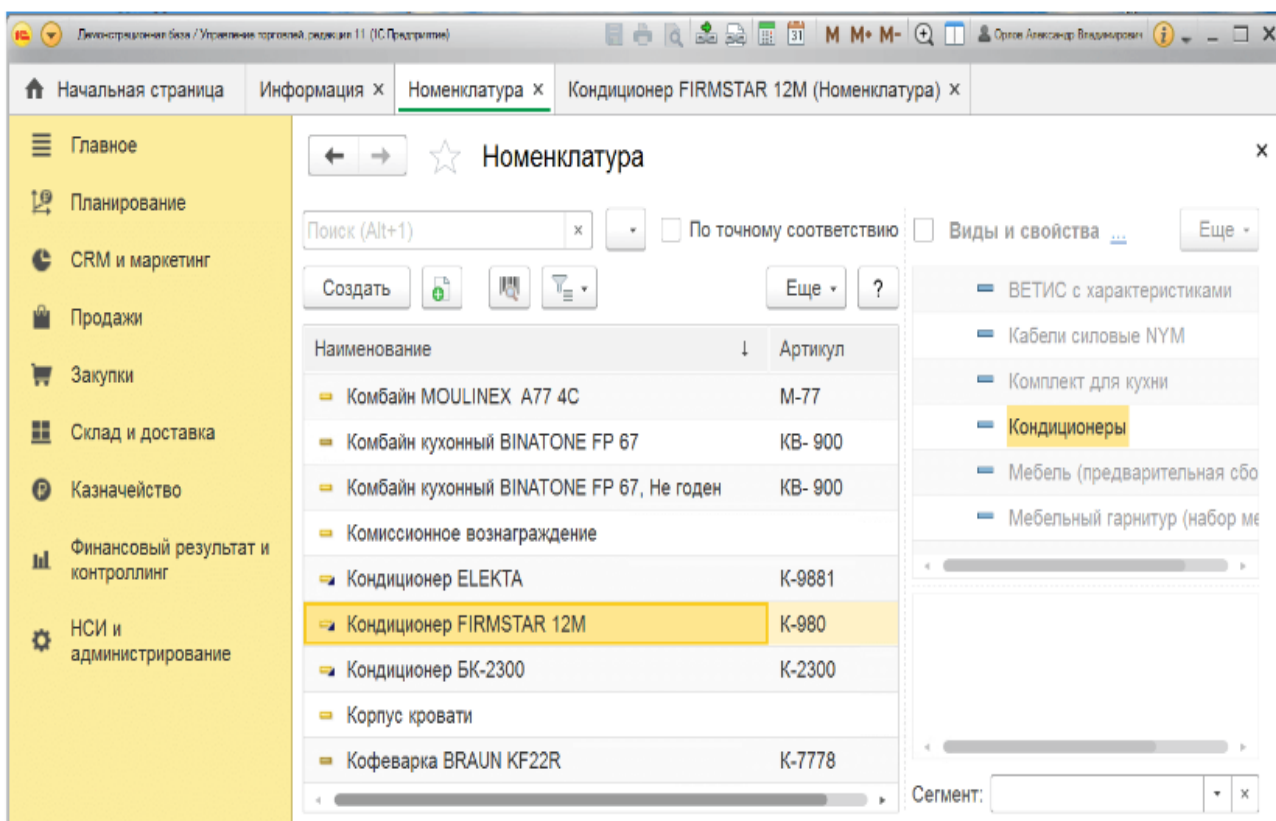 Демонстрационная база / Управление торговлей, редакция 11 (1С:Предприятие)
31 M M+ M- Орлов Александр Владимирович
Начальная страница Информация × Номенклатура × Кондиционер FIRMSTAR 12М (Номенклатура) ×
Главное
Планирование
CRM и маркетинг
Продажи
Закупки
Склад и доставка
Казначейство
Финансовый результат и
контроллинг
НСИ и
администрирование
Номенклатура
Поиск (Alt+1) × По точному соответствию
Создать Еще ?
Наименование ↓ Артикул
Комбайн MOULINEX A77 4C М-77
Комбайн кухонный BINATONE FP 67 КВ- 900
Комбайн кухонный BINATONE FP 67, Не годен КВ- 900
Комиссионное вознаграждение
Кондиционер ELEKTA К-9881
Кондиционер FIRMSTAR 12М К-980
Кондиционер БК-2300 К-2300
Корпус кровати
Кофеварка BRAUN KF22R К-7778
Виды и свойства ... Еще
ВЕТИС с характеристиками
Кабели силовые NYM
Комплект для кухни
Кондиционеры
Мебель (предварительная сбо
Мебельный гарнитур (набор ме
Сегмент: